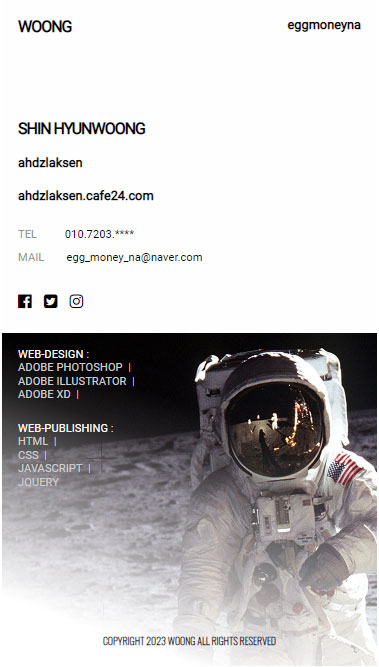 WOONG
eggmoneyna
SHIN HYUNWOONG
ahdzlaksen
ahdzlaksen.cafe24.com
TEL 010.7203.****
MAIL egg_money_na@naver.com
WEB-DESIGN :
ADOBE PHOTOSHOP |
ADOBE ILLUSTRATOR |
ADOBE XD |
WEB-PUBLISHING :
HTML |
CSS |
JAVASCRIPT |
JQUERY
COPYRIGHT 2023 WOONG ALL RIGHTS RESERVED